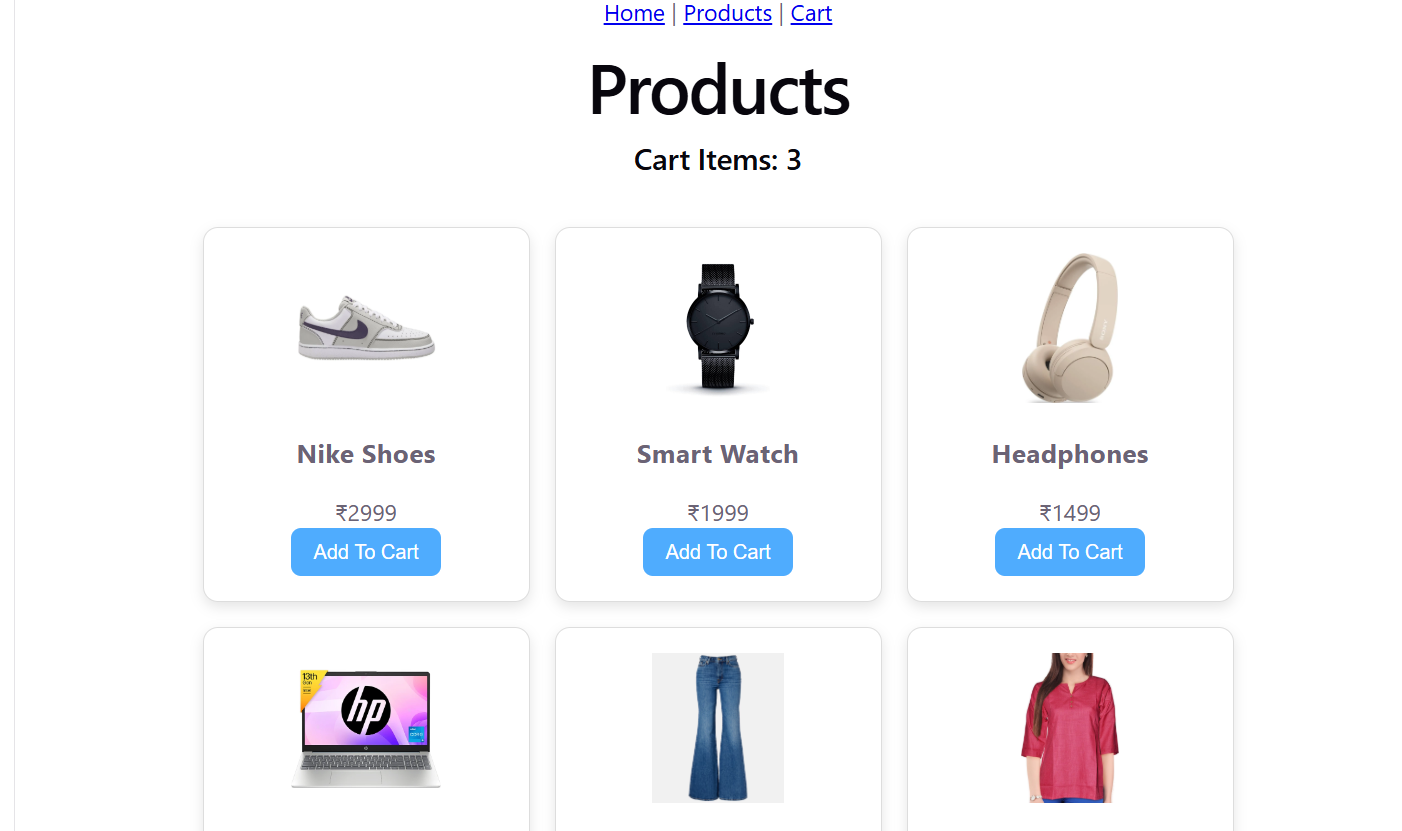 Home | Products | Cart
Products
Cart Items: 3
Nike Shoes
Smart Watch
Headphones
₹2999
₹1999
₹1499
Add To Cart
Add To Cart
Add To Cart
13th
hp